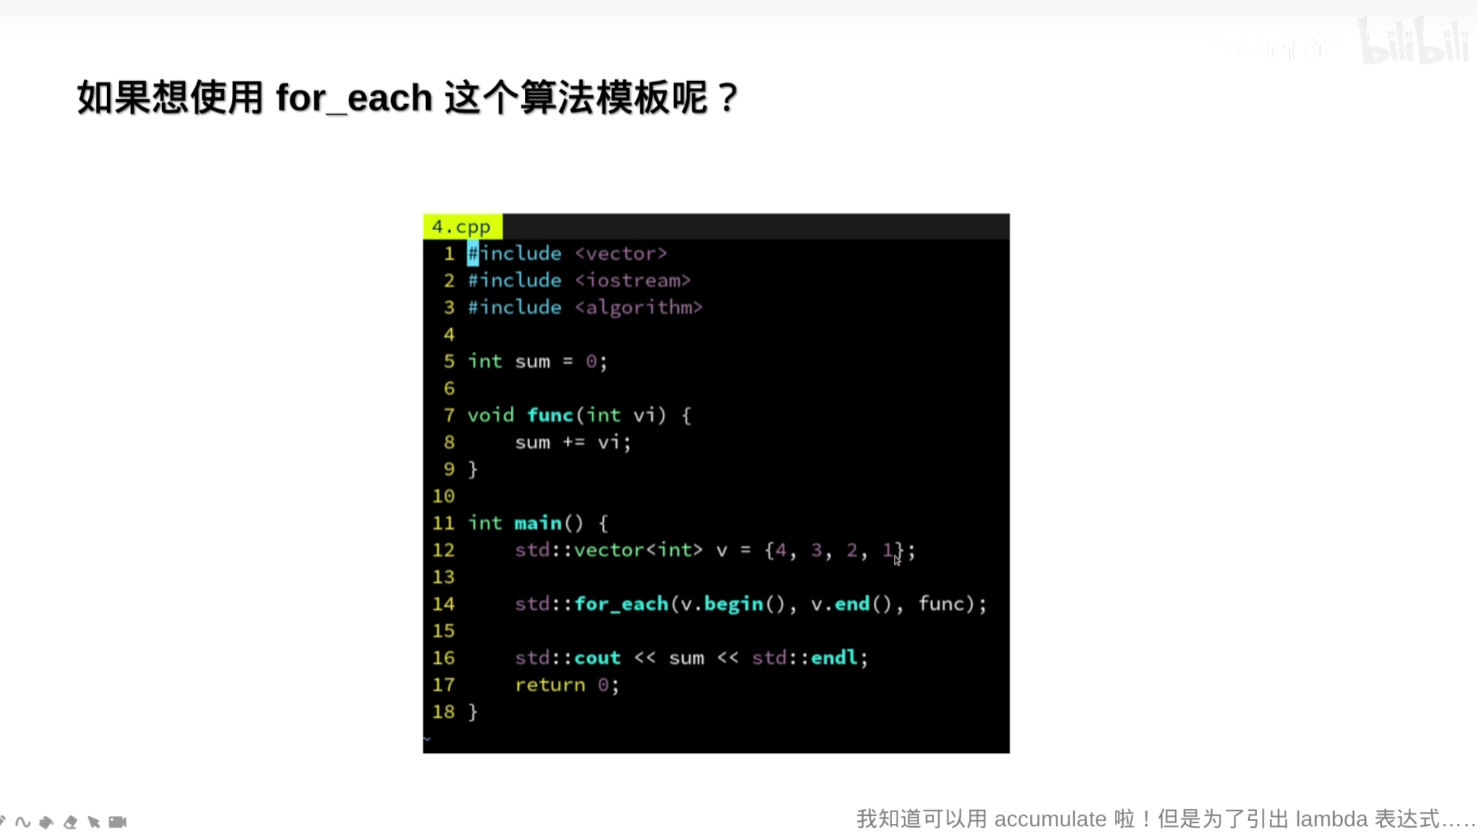 bilibili
如果想使用 for_each 这个算法模板呢？
4.cpp
1 #include <vector>
2 #include <iostream>
3 #include <algorithm>
4
5 int sum = 0;
6
7 void func(int vi) {
8     sum += vi;
9 }
10
11 int main() {
12     std::vector<int> v = {4, 3, 2, 1};
13
14     std::for_each(v.begin(), v.end(), func);
15
16     std::cout << sum << std::endl;
17     return 0;
18 }
~
我知道可以用 accumulate 啦！但是为了引出 lambda 表达式……